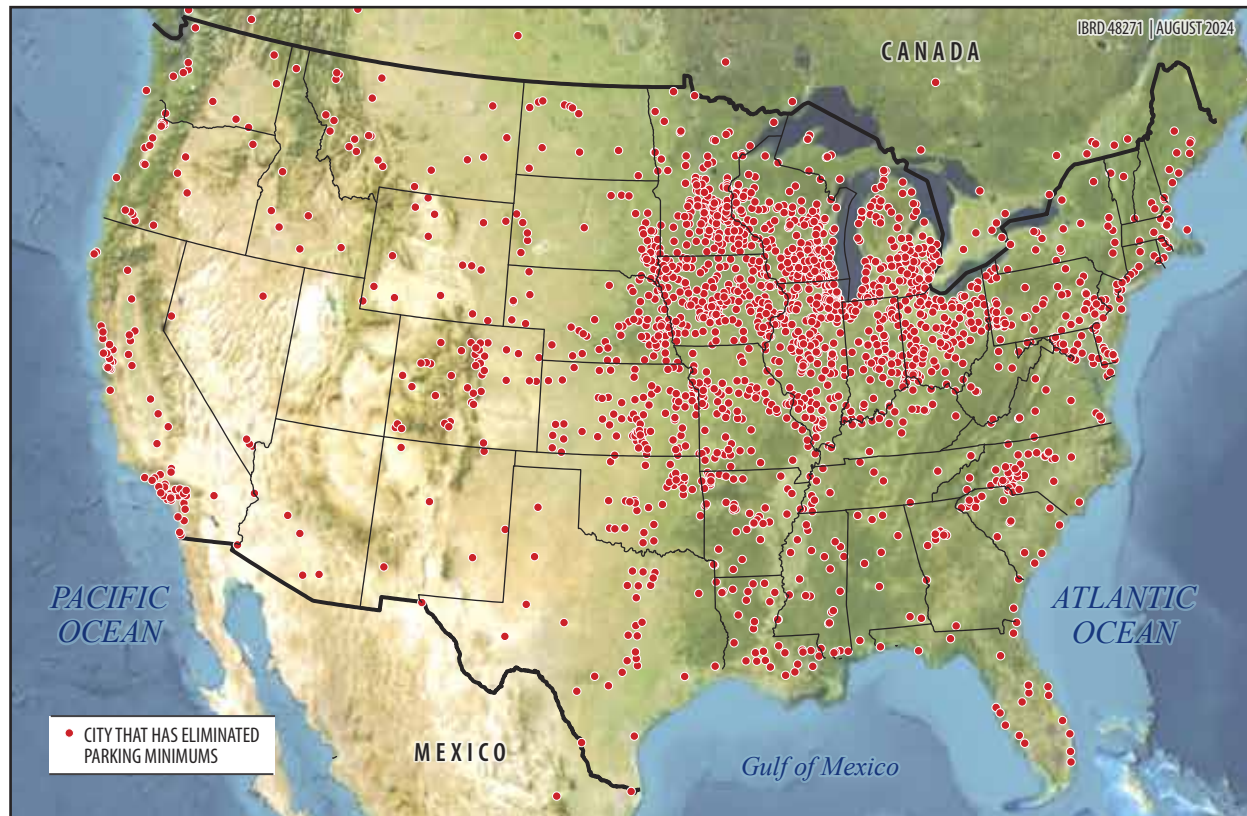 IBRD 48271 | AUGUST 2024
CANADA
PACIFIC
OCEAN
ATLANTIC
OCEAN
CITY THAT HAS ELIMINATED
PARKING MINIMUMS
MEXICO
Gulf of Mexico